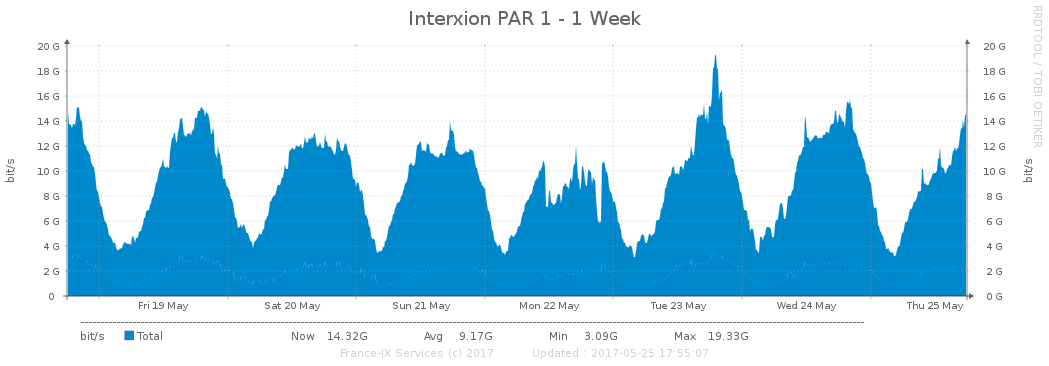 Interxion PAR 1 - 1 Week
RRDTOOL / TOBI OETIKER
bit/s
20 G 20 G
18 G 18 G
16 G 16 G
14 G 14 G
12 G 12 G
10 G 10 G
8 G 8 G
6 G 6 G
4 G 4 G
2 G 2 G
0 0 G
bit/s
Fri 19 May Sat 20 May Sun 21 May Mon 22 May Tue 23 May Wed 24 May Thu 25 May
bit/s Total Now 14.32G Avg 9.17G Min 3.09G Max 19.33G
France-IX Services (c) 2017 Updated : 2017-05-25 17:55:07